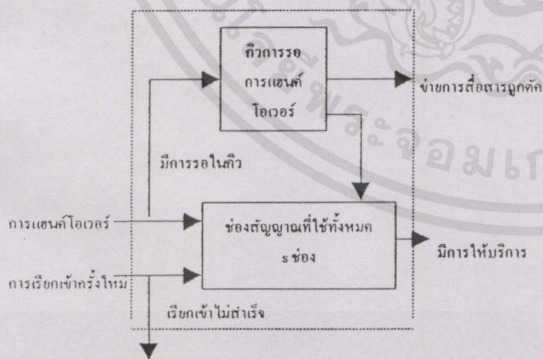 คิวการรอ
การแฮนด์
โอเวอร์
ข่ายการสื่อสารถูกตัด
มีการรอในคิว
การแฮนด์โอเวอร์
ช่องสัญญาณที่ใช้ทั้งหมด
s ช่อง
มีการให้บริการ
การเรียกเข้าครั้งใหม่
เรียกเข้าไม่สำเร็จ